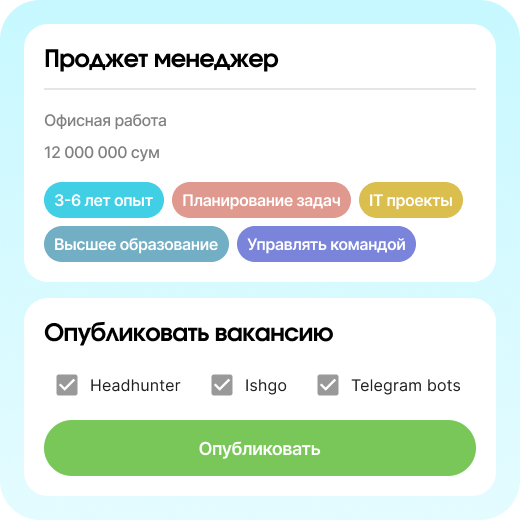 Проджет менеджер
Офисная работа
12 000 000 сум
3-6 лет опыт Планирование задач IT проекты
Высшее образование Управлять командой
Опубликовать вакансию
Headhunter Ishgo Telegram bots
Опубликовать